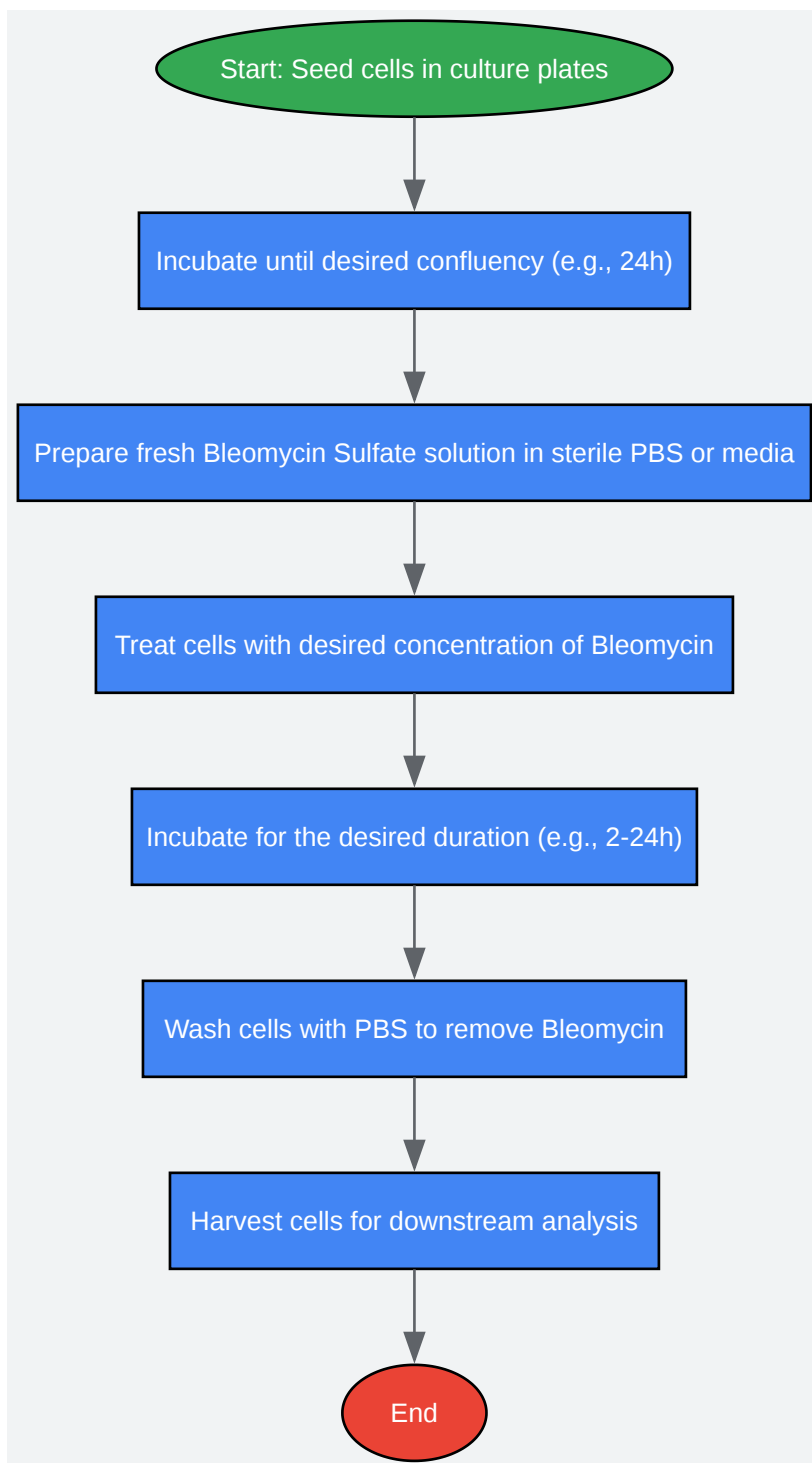 Start: Seed cells in culture plates
Incubate until desired confluency (e.g., 24h)
Prepare fresh Bleomycin Sulfate solution in sterile PBS or media
Treat cells with desired concentration of Bleomycin
Incubate for the desired duration (e.g., 2-24h)
Wash cells with PBS to remove Bleomycin
Harvest cells for downstream analysis
End